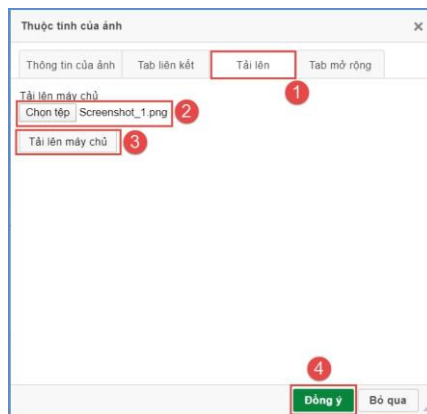 Thuộc tính của ảnh ×
Thông tin của ảnh Tab liên kết Tải lên Tab mở rộng
1
Tải lên máy chủ
Chọn tệp Screenshot_1.png 2
Tải lên máy chủ 3
4
Đồng ý Bỏ qua